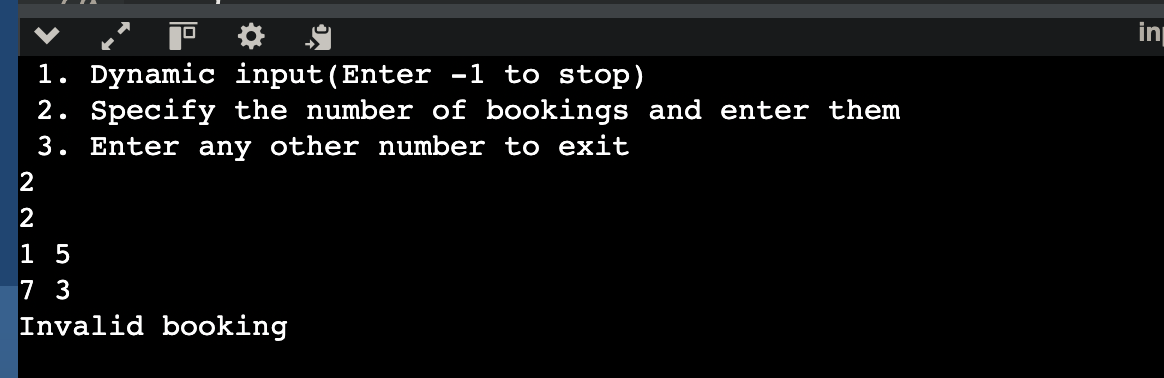 1. Dynamic input(Enter -1 to stop)
2. Specify the number of bookings and enter them
3. Enter any other number to exit
2
2
1 5
7 3
Invalid booking